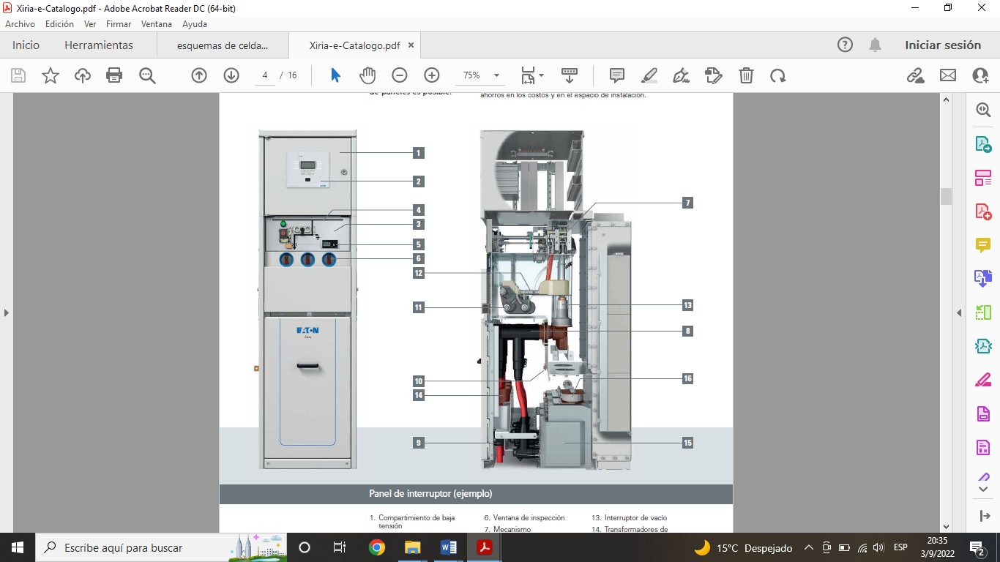 Xiria-e-Catalogo.pdf - Adobe Acrobat Reader DC (64-bit)
Archivo Edición Ver Firmar Ventana Ayuda
Inicio Herramientas esquemas de celda... Xiria-e-Catalogo.pdf × Iniciar sesión
4 / 16 75%
de paneles es posible. ahorros en los costos y en el espacio de instalación.
1
2
7
4
3
5
6
12
11
13
8
10
16
14
9
15
EATON
Xiria
Panel de interruptor (ejemplo)
1. Compartimiento de baja tensión
6. Ventana de inspección
7. Mecanismo
13. Interruptor de vacío
14. Transformadores de
Escribe aquí para buscar
15°C Despejado
ESP
20:35
3/9/2022
2